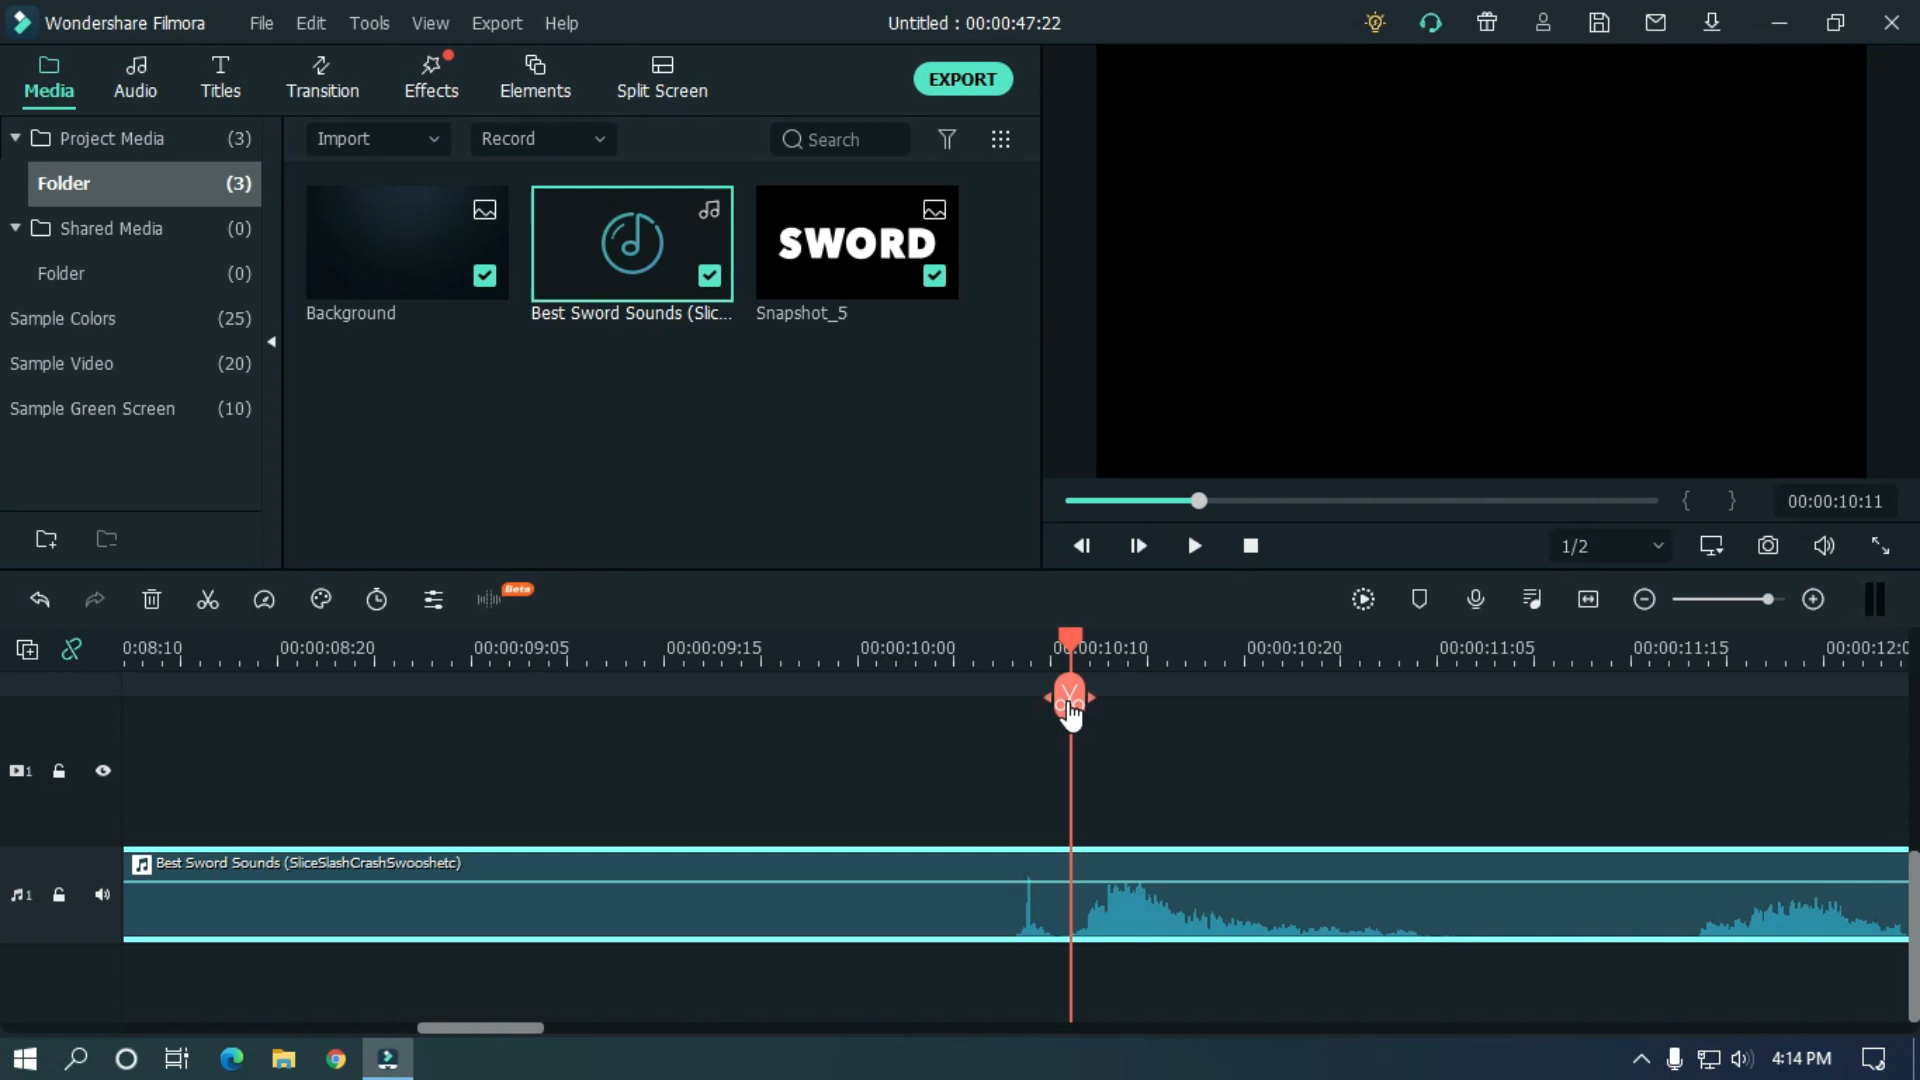 Wondershare Filmora File Edit Tools View Export Help Untitled : 00:00:47:22
Media Audio Titles Transition Effects Elements Split Screen EXPORT
Project Media (3) Import Record Search
Folder (3)
Shared Media (0)
SWORD
Folder (0)
Background Best Sword Sounds (Slic... Snapshot_5
Sample Colors (25)
Sample Video (20)
Sample Green Screen (10)
{ } 00:00:10:11
1/2
Beta
0:08:10 00:00:08:20 00:00:09:05 00:00:09:15 00:00:10:00 00:00:10:10 00:00:10:20 00:00:11:05 00:00:11:15 00:00:12:0
1
Best Sword Sounds (SliceSlashCrashSwooshetc)
1
4:14 PM